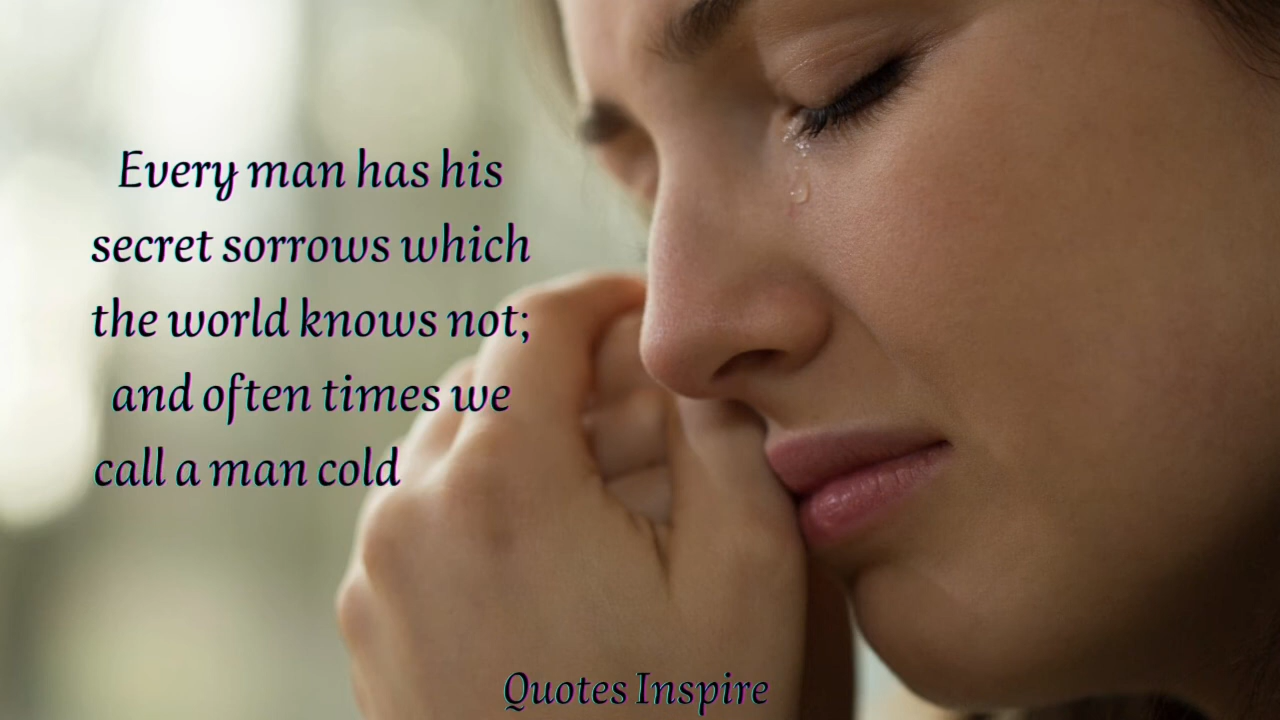 Every man has his
secret sorrows which
the world knows not;
and often times we
call a man cold
Quotes Inspire